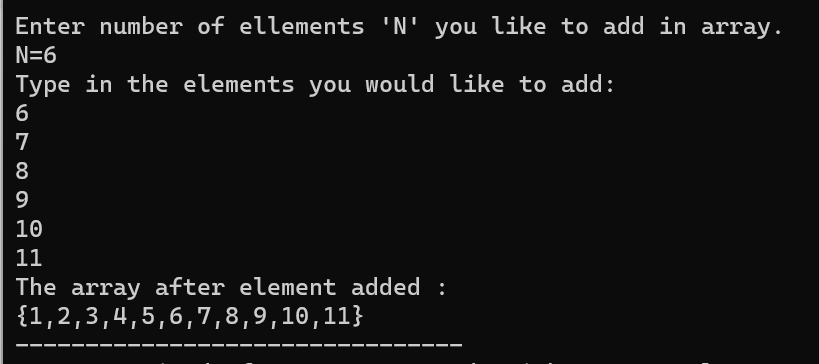 Enter number of ellements 'N' you like to add in array.
N=6
Type in the elements you would like to add:
6
7
8
9
10
11
The array after element added :
{1,2,3,4,5,6,7,8,9,10,11}
--------------------------------